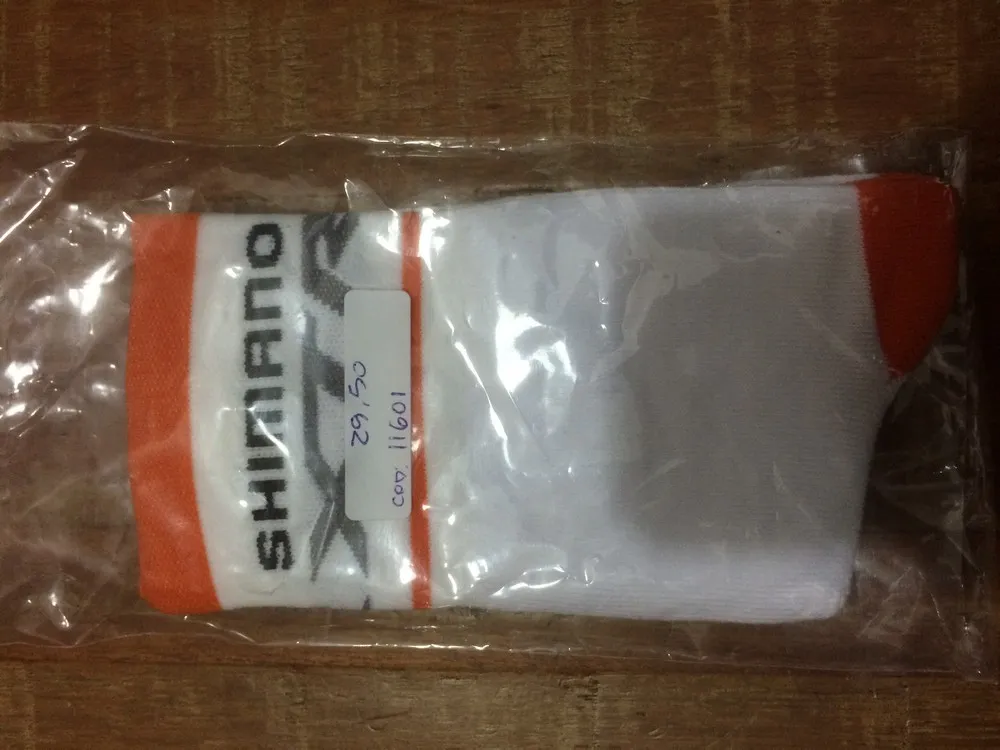 SHIMANO
XTR
29,50
COD: 11601